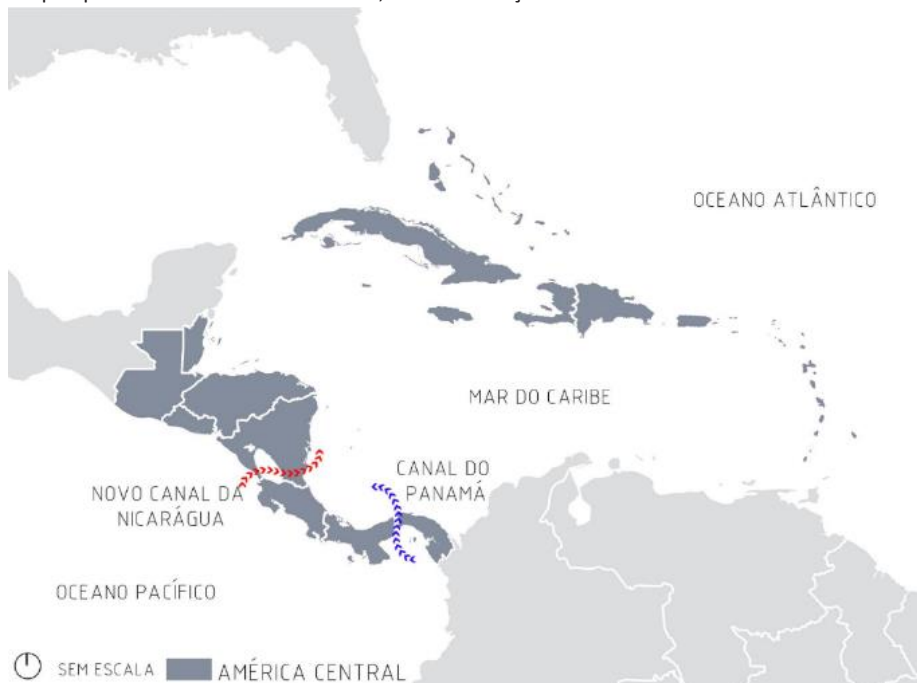 OCEANO ATLÂNTICO
MAR DO CARIBE
CANAL DO
PANAMÁ
NOVO CANAL DA
NICARÁGUA
OCEANO PACÍFICO
SEM ESCALA
AMÉRICA CENTRAL